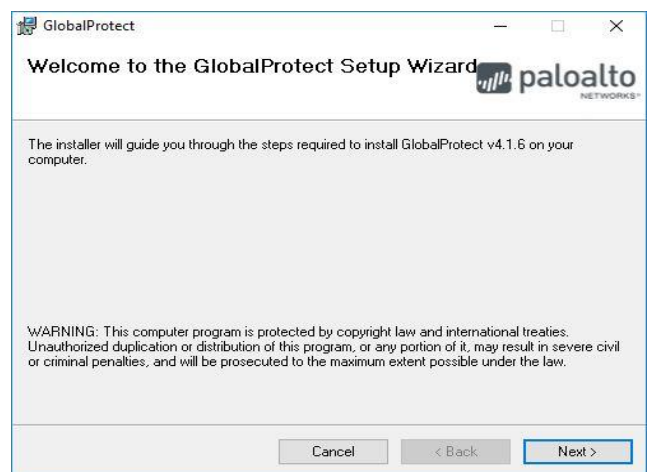 GlobalProtect
Welcome to the GlobalProtect Setup Wizard
paloalto
NETWORKS
The installer will guide you through the steps required to install GlobalProtect v4.1.6 on your
computer.
WARNING: This computer program is protected by copyright law and international treaties.
Unauthorized duplication or distribution of this program, or any portion of it, may result in severe civil
or criminal penalties, and will be prosecuted to the maximum extent possible under the law.
Cancel < Back Next >